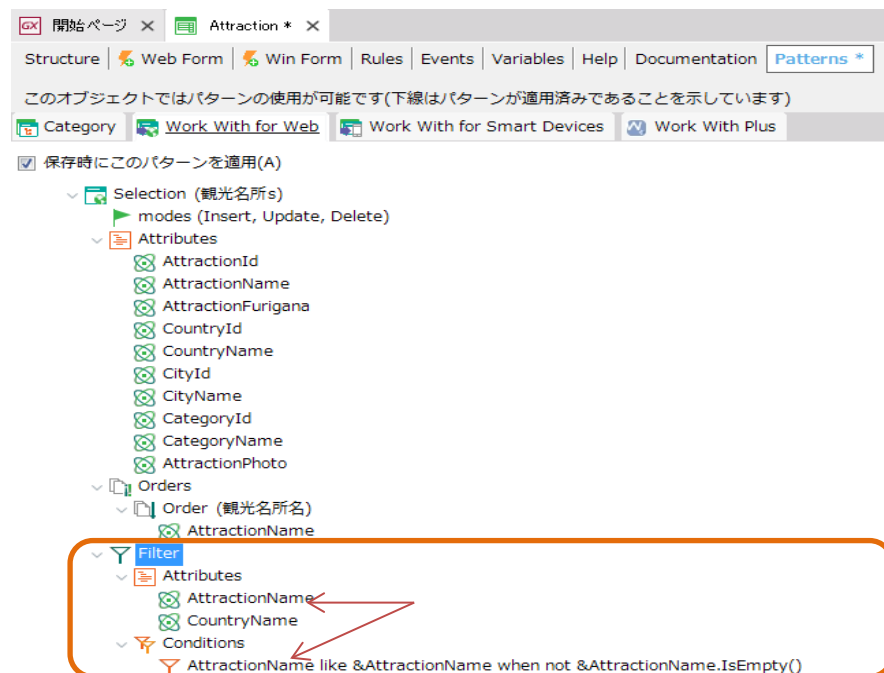 GX 開始ページ × Attraction * ×
Structure Web Form Win Form Rules Events Variables Help Documentation Patterns *
このオブジェクトではパターンの使用が可能です(下線はパターンが適用済みであることを示しています)
Category Work With for Web Work With for Smart Devices Work With Plus
保存時にこのパターンを適用(A)
Selection (観光名所s)
modes (Insert, Update, Delete)
Attributes
AttractionId
AttractionName
AttractionFurigana
CountryId
CountryName
CityId
CityName
CategoryId
CategoryName
AttractionPhoto
Orders
Order (観光名所名)
AttractionName
Filter
Attributes
AttractionName
CountryName
Conditions
AttractionName like &AttractionName when not &AttractionName.IsEmpty()